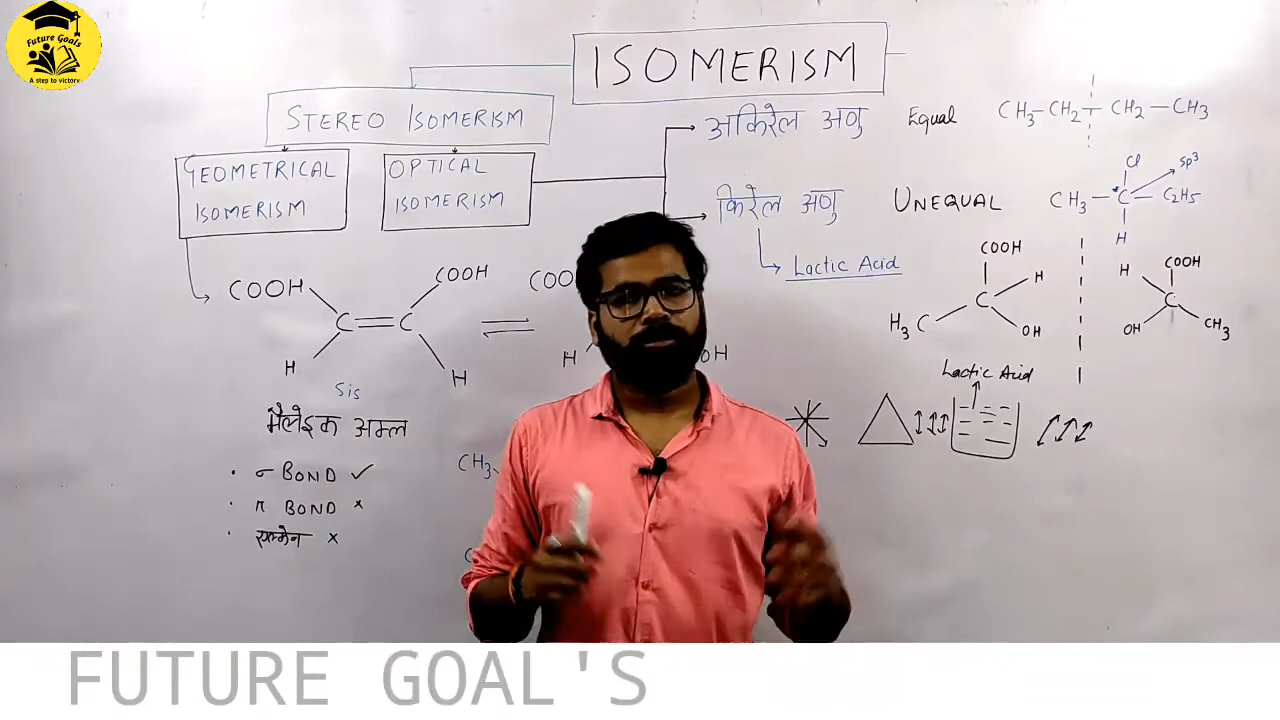 Future Goals
A step to victory
ISOMERISM
STEREO ISOMERISM
GEOMETRICAL
ISOMERISM
OPTICAL
ISOMERISM
अकिरेल अणु Equal CH3-CH2 CH2-CH3
किरेल अणु UNEQUAL
Cl
sp3
CH3-C-C2H5
H
Lactic Acid
COOH
COOH
H
C=C
H
Sis
मैलेइक अम्ल
COO
H
OH
COOH
H
C
H3C
OH
COOH
H
C
OH
CH3
Lactic Acid
CH3
• σ BOND ✓
• π BOND ×
×
FUTURE GOAL'S